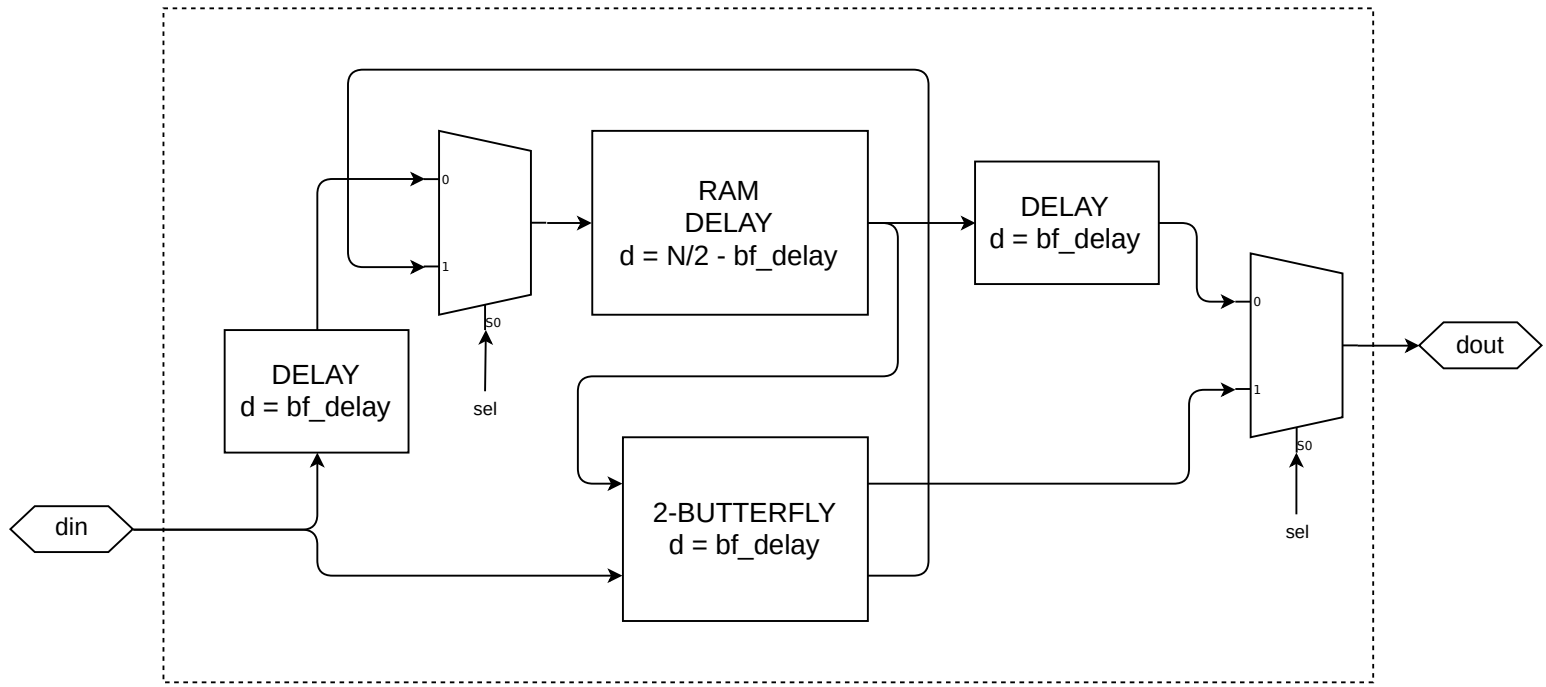 0
1
S0
sel
RAM
DELAY
d = N/2 - bf_delay
DELAY
d = bf_delay
0
1
S0
sel
dout
DELAY
d = bf_delay
din
2-BUTTERFLY
d = bf_delay